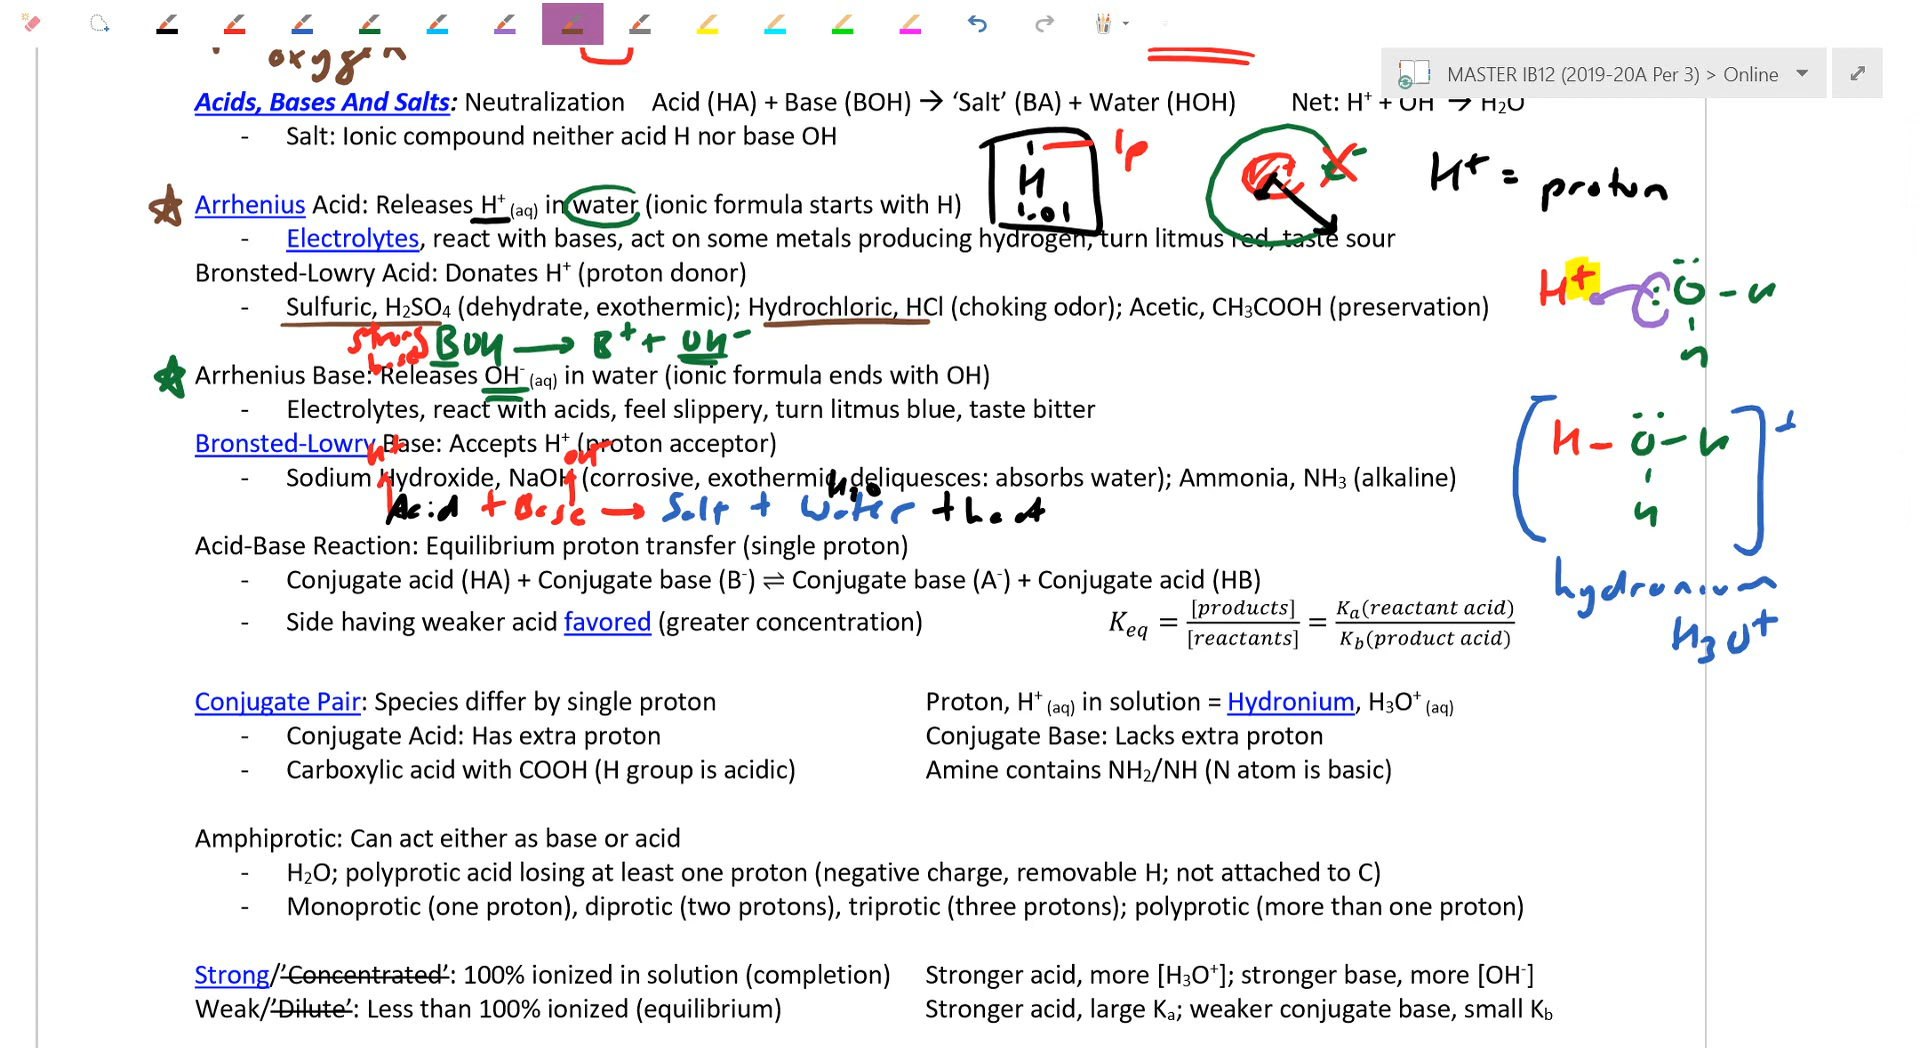 oxygen
MASTER IB12 (2019-20A Per 3) > Online
Acids, Bases And Salts: Neutralization Acid (HA) + Base (BOH) → ‘Salt’ (BA) + Water (HOH) Net: H⁺ + OH⁻ → H₂O
- Salt: Ionic compound neither acid H nor base OH
1 H 1.01
1p
H⁺ = proton
Arrhenius Acid: Releases H⁺ (aq) in water (ionic formula starts with H)
- Electrolytes, react with bases, act on some metals producing hydrogen, turn litmus red, taste sour
Bronsted-Lowry Acid: Donates H⁺ (proton donor)
H⁺ :O - H
H
- Sulfuric, H₂SO₄ (dehydrate, exothermic); Hydrochloric, HCl (choking odor); Acetic, CH₃COOH (preservation)
strong base BOH → B⁺ + OH⁻
Arrhenius Base: Releases OH⁻ (aq) in water (ionic formula ends with OH)
- Electrolytes, react with acids, feel slippery, turn litmus blue, taste bitter
Bronsted-Lowry Base: Accepts H⁺ (proton acceptor)
[H - O - H]⁺
H
H⁺ OH⁻
- Sodium Hydroxide, NaOH (corrosive, exothermic, deliquesces: absorbs water); Ammonia, NH₃ (alkaline)
H₂O
Acid + Base → Salt + Water + heat
Acid-Base Reaction: Equilibrium proton transfer (single proton)
- Conjugate acid (HA) + Conjugate base (B⁻) ⇌ Conjugate base (A⁻) + Conjugate acid (HB)
hydronium
H₃O⁺
- Side having weaker acid favored (greater concentration) Keq = [products]/[reactants] = Ka(reactant acid)/Kb(product acid)
Conjugate Pair: Species differ by single proton Proton, H⁺ (aq) in solution = Hydronium, H₃O⁺ (aq)
- Conjugate Acid: Has extra proton Conjugate Base: Lacks extra proton
- Carboxylic acid with COOH (H group is acidic) Amine contains NH₂/NH (N atom is basic)
Amphiprotic: Can act either as base or acid
- H₂O; polyprotic acid losing at least one proton (negative charge, removable H; not attached to C)
- Monoprotic (one proton), diprotic (two protons), triprotic (three protons); polyprotic (more than one proton)
Strong/’Concentrated’: 100% ionized in solution (completion) Stronger acid, more [H₃O⁺]; stronger base, more [OH⁻]
Weak/’Dilute’: Less than 100% ionized (equilibrium) Stronger acid, large Ka; weaker conjugate base, small Kb